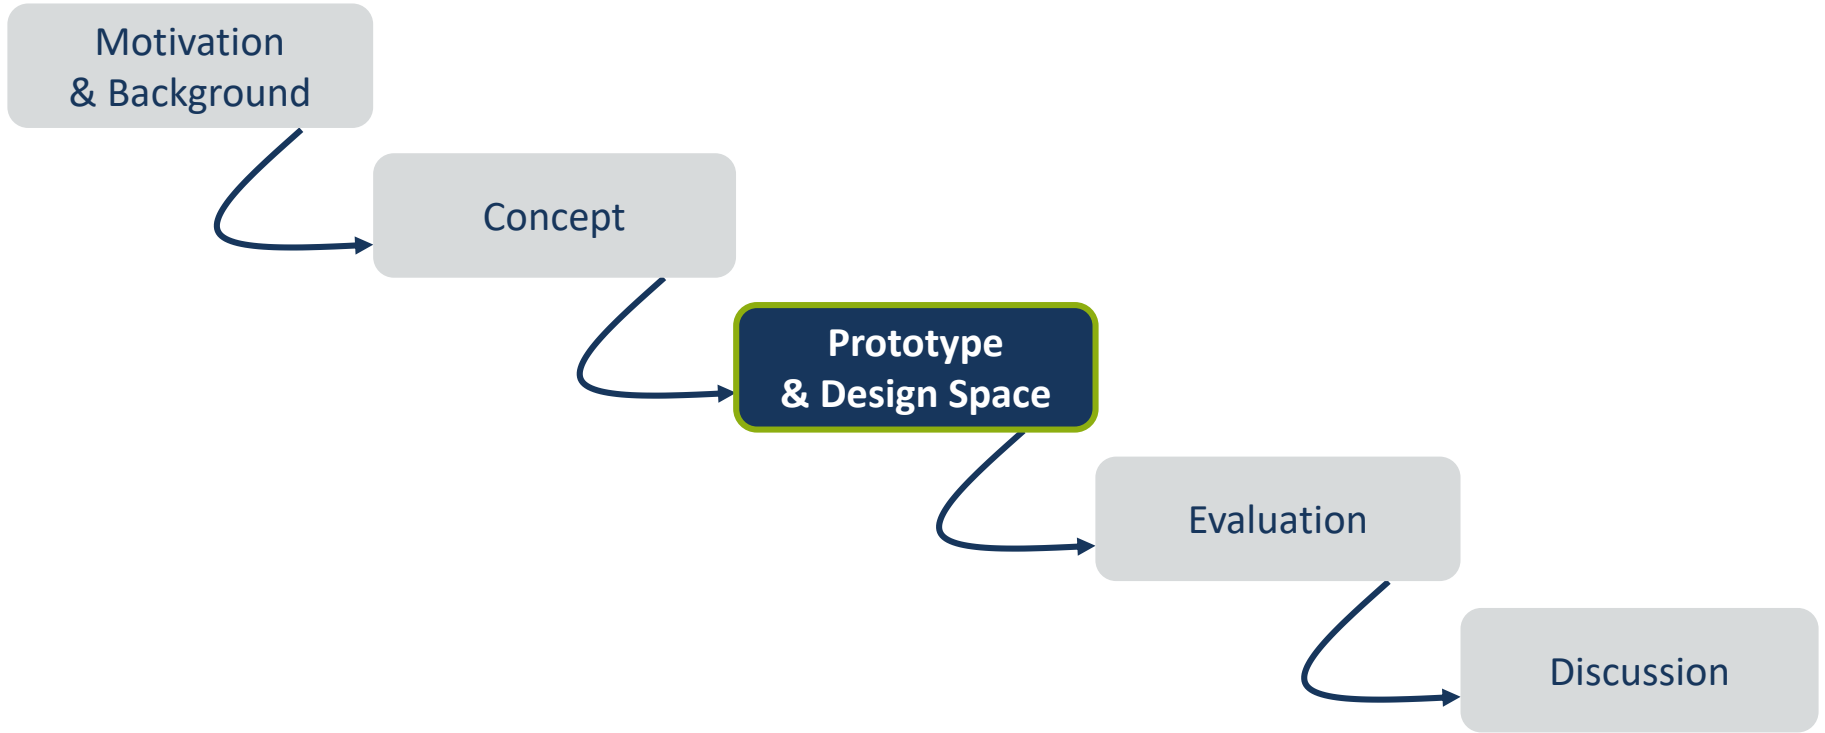 Motivation
& Background
Concept
Prototype
& Design Space
Evaluation
Discussion